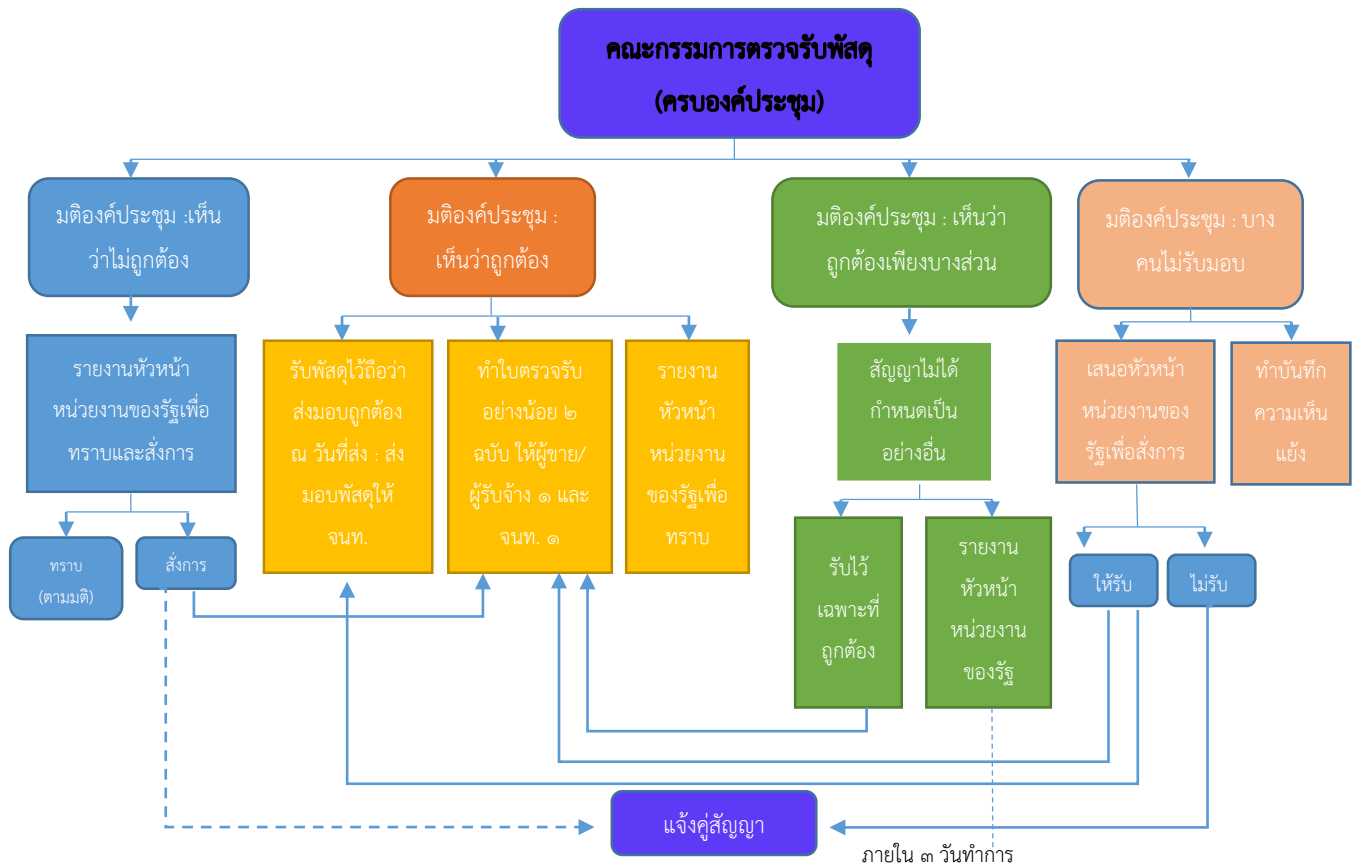 คณะกรรมการตรวจรับพัสดุ
(ครบองค์ประชุม)
มติองค์ประชุม :เห็น
ว่าไม่ถูกต้อง
มติองค์ประชุม :
เห็นว่าถูกต้อง
มติองค์ประชุม : เห็นว่า
ถูกต้องเพียงบางส่วน
มติองค์ประชุม : บาง
คนไม่รับมอบ
รายงานหัวหน้า
หน่วยงานของรัฐเพื่อ
ทราบและสั่งการ
รับพัสดุไว้ถือว่า
ส่งมอบถูกต้อง
ณ วันที่ส่ง : ส่ง
มอบพัสดุให้
จนท.
ทำใบตรวจรับ
อย่างน้อย ๒
ฉบับ ให้ผู้ขาย/
ผู้รับจ้าง ๑ และ
จนท. ๑
รายงาน
หัวหน้า
หน่วยงาน
ของรัฐเพื่อ
ทราบ
สัญญาไม่ได้
กำหนดเป็น
อย่างอื่น
เสนอหัวหน้า
หน่วยงานของ
รัฐเพื่อสั่งการ
ทำบันทึก
ความเห็น
แย้ง
ทราบ
(ตามมติ)
สั่งการ
รับไว้
เฉพาะที่
ถูกต้อง
รายงาน
หัวหน้า
หน่วยงาน
ของรัฐ
ให้รับ
ไม่รับ
แจ้งคู่สัญญา
ภายใน ๓ วันทำการ